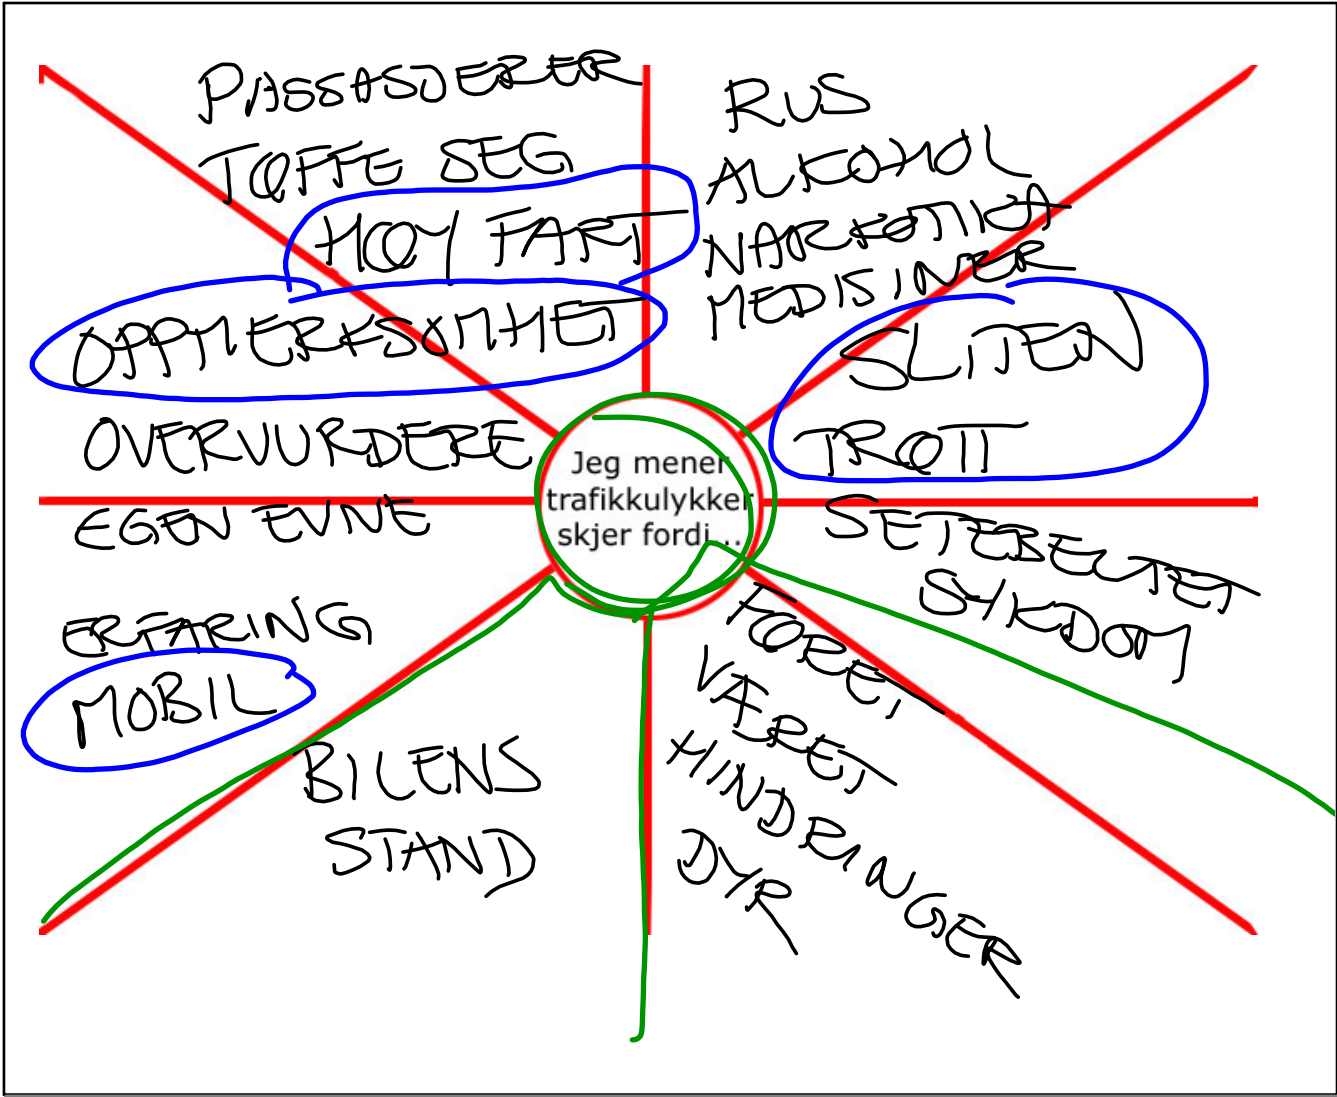 PASSASJERER
TØFFE SEG
HØY FART
OPPMERKSOMHET
OVERVURDERE
EGEN EVNE
ERFARING
MOBIL
RUS
ALKOHOL
NARKOTIKA
MEDISINER
SLITEN
TRØTT
Jeg mener
trafikkulykker
skjer fordi...
SETEBELTET
SYKDOM
FØRET
VÆRET
HINDRINGER
DYR
BILENS
STAND